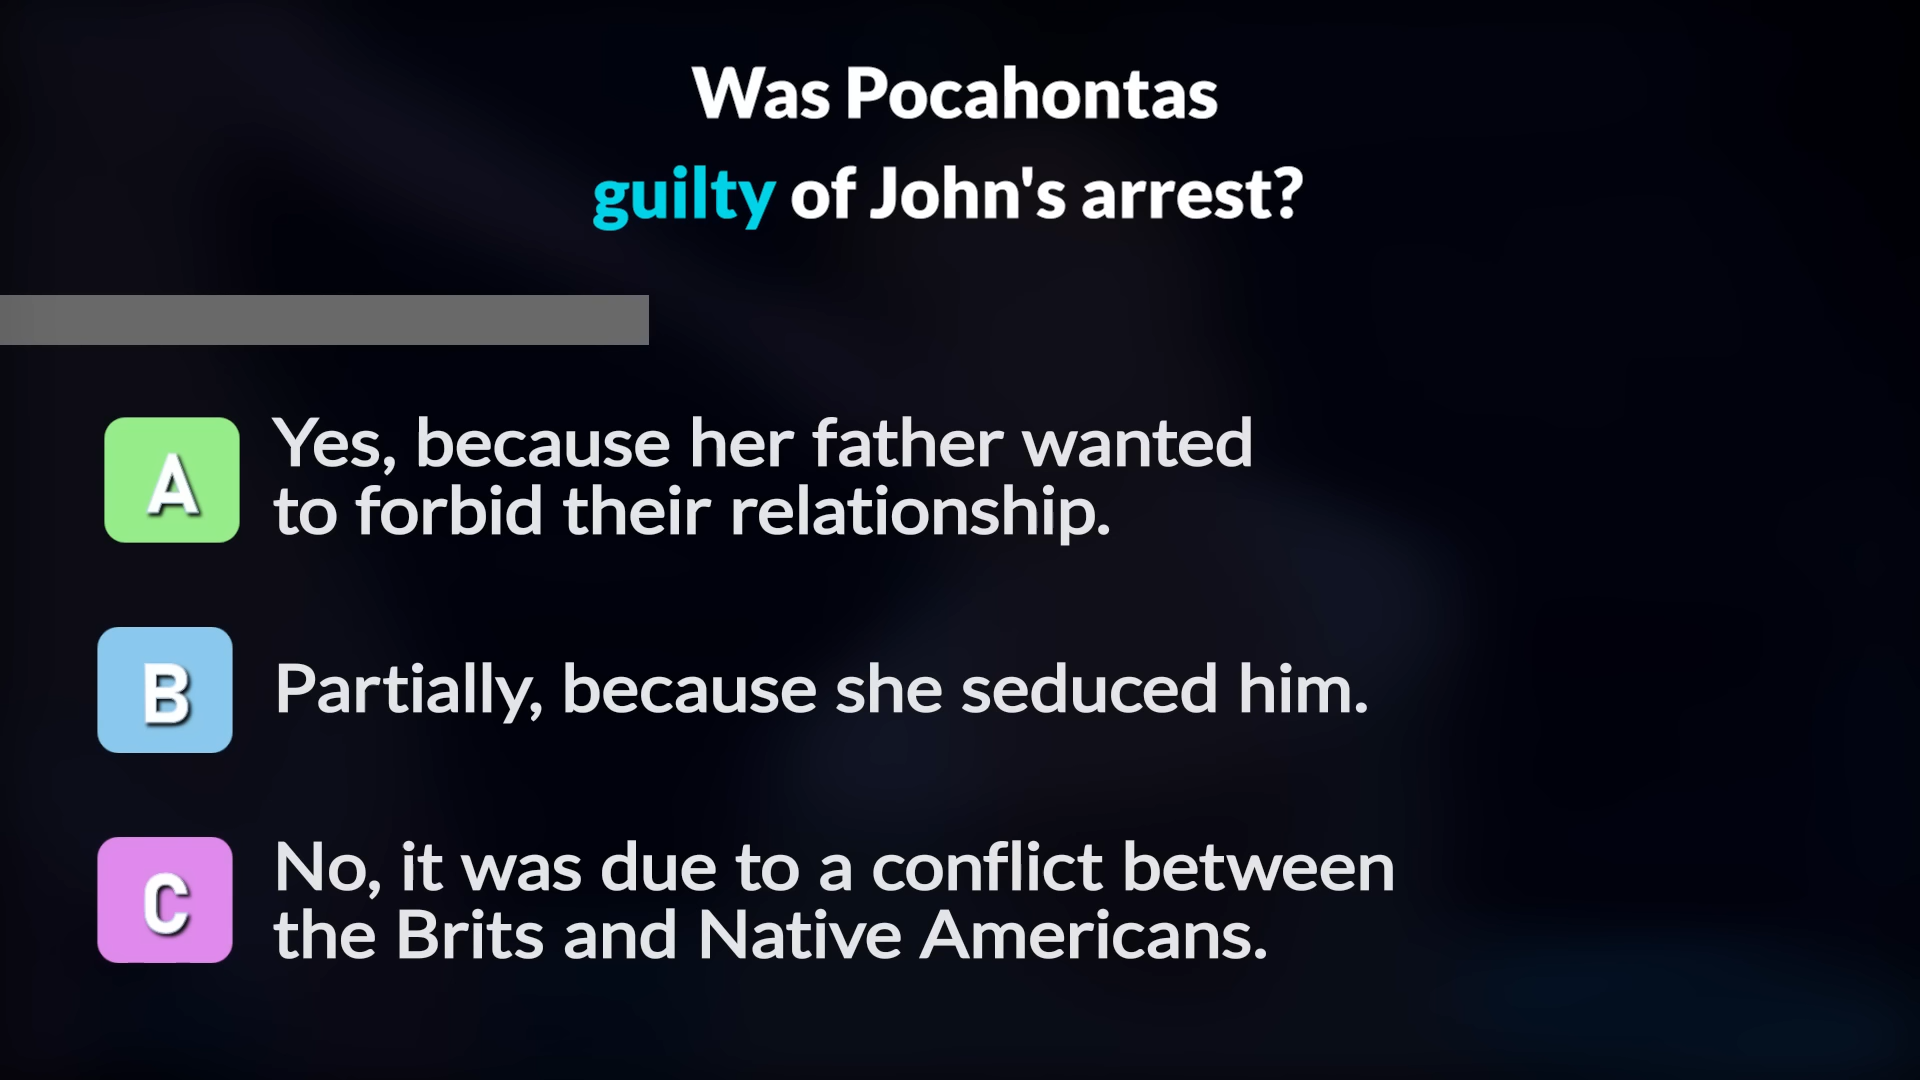 Was Pocahontas
guilty of John's arrest?
A
Yes, because her father wanted
to forbid their relationship.
B
Partially, because she seduced him.
C
No, it was due to a conflict between
the Brits and Native Americans.